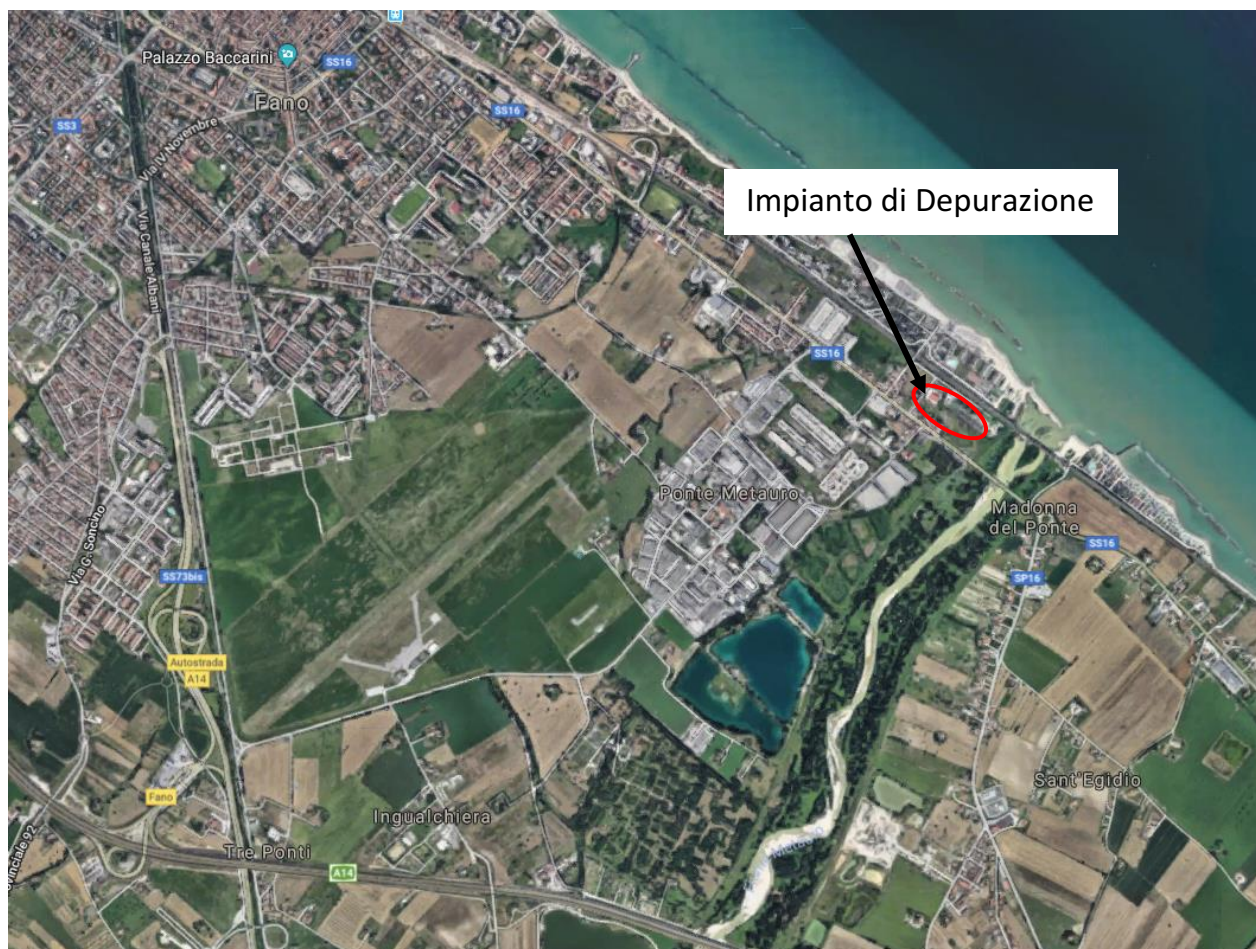 Palazzo Baccarini
SS16
Fano
SS16
SS3
Via IV Novembre
Impianto di Depurazione
Via Canale Albani
SS16
Ponte Metauro
Madonna
del Ponte
SS16
Via G. Soncino
SS73bis
SP16
Autostrada
A14
Sant'Egidio
Fano
Ingualchiera
Tre Ponti
A14